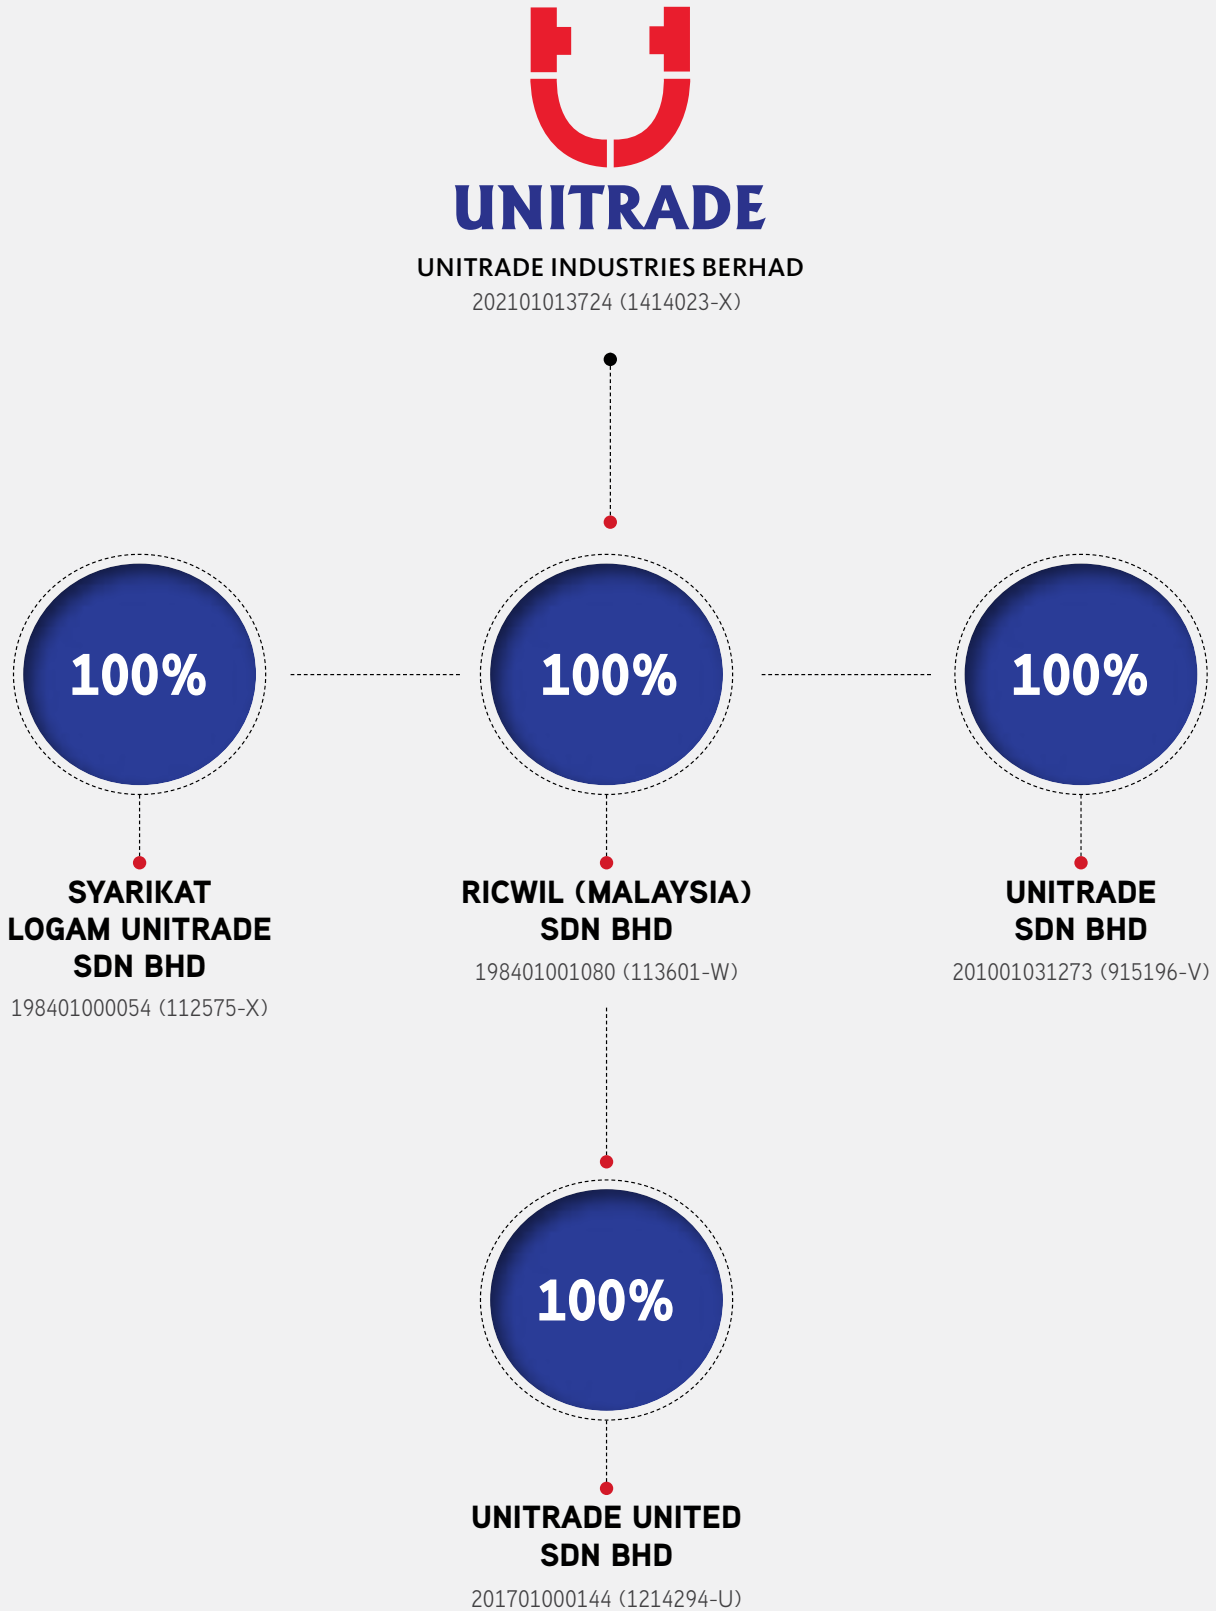 UNITRADE
UNITRADE INDUSTRIES BERHAD
202101013724 (1414023-X)
100%
100%
100%
SYARIKAT
LOGAM UNITRADE
SDN BHD
198401000054 (112575-X)
RICWIL (MALAYSIA)
SDN BHD
198401001080 (113601-W)
UNITRADE
SDN BHD
201001031273 (915196-V)
100%
UNITRADE UNITED
SDN BHD
201701000144 (1214294-U)